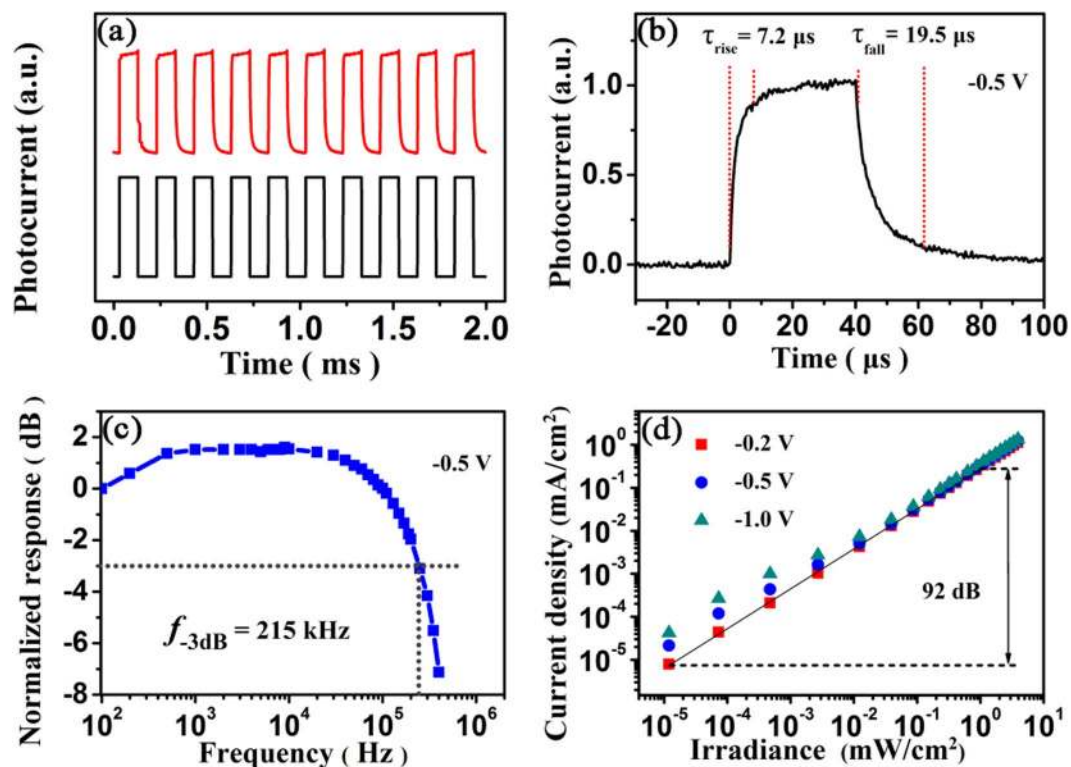 (a)
Photocurrent (a.u.)
0.0 0.5 1.0 1.5 2.0
Time ( ms )
(b)
τrise = 7.2 μs τfall = 19.5 μs
-0.5 V
Photocurrent (a.u.)
1.0
0.5
0.0
-20 0 20 40 60 80 100
Time ( μs )
(c)
-0.5 V
Normalized response ( dB )
2
0
-2
-4
-6
-8
f-3dB = 215 kHz
10² 10³ 10⁴ 10⁵ 10⁶
Frequency ( Hz )
(d)
-0.2 V
-0.5 V
-1.0 V
92 dB
Current density (mA/cm²)
10⁰
10⁻¹
10⁻²
10⁻³
10⁻⁴
10⁻⁵
10⁻⁵ 10⁻⁴ 10⁻³ 10⁻² 10⁻¹ 10⁰ 10¹
Irradiance (mW/cm²)